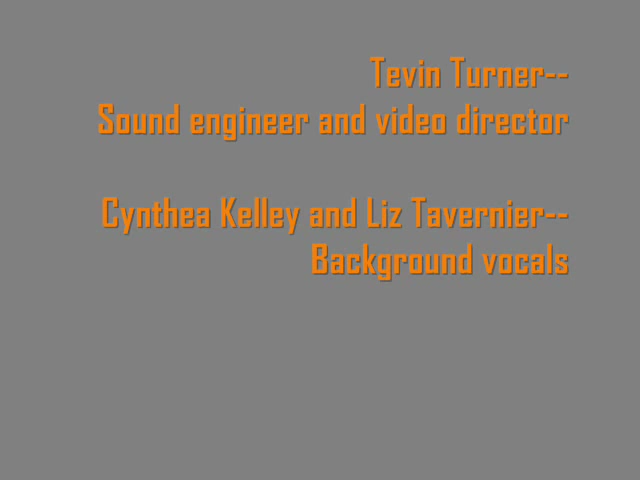 Tevin Turner--
Sound engineer and video director
Cynthea Kelley and Liz Tavernier--
Background vocals